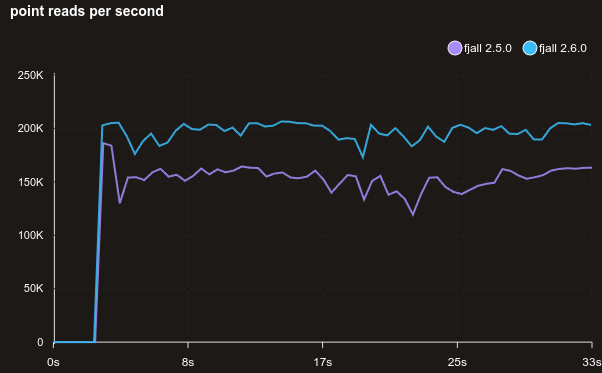 point reads per second
fjall 2.5.0 fjall 2.6.0
250K
200K
150K
100K
50K
0
0s 8s 17s 25s 33s